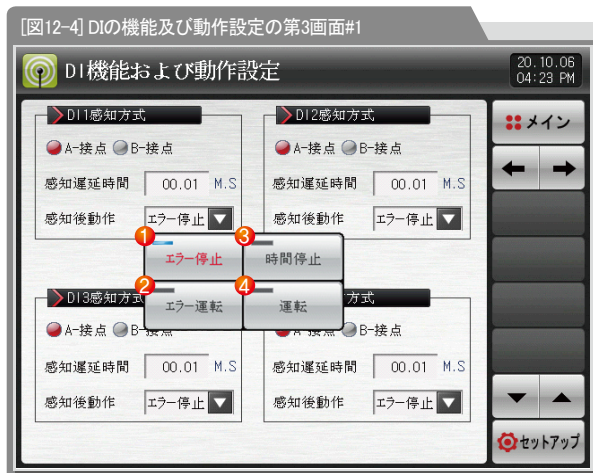 [図12-4] DIの機能及び動作設定の第3画面#1
DI機能および動作設定
20.10.06
04:23 PM
DI1感知方式
A-接点 B-接点
感知遅延時間 00.01 M.S
感知後動作 エラー停止
DI2感知方式
A-接点 B-接点
感知遅延時間 00.01 M.S
感知後動作 エラー停止
1 エラー停止
3 時間停止
2 エラー運転
4 運転
DI3感知方式
A-接点 B-接点
感知遅延時間 00.01 M.S
感知後動作 エラー停止
方式
A-接点 B-接点
感知遅延時間 00.01 M.S
感知後動作 エラー停止
メイン
セットアップ